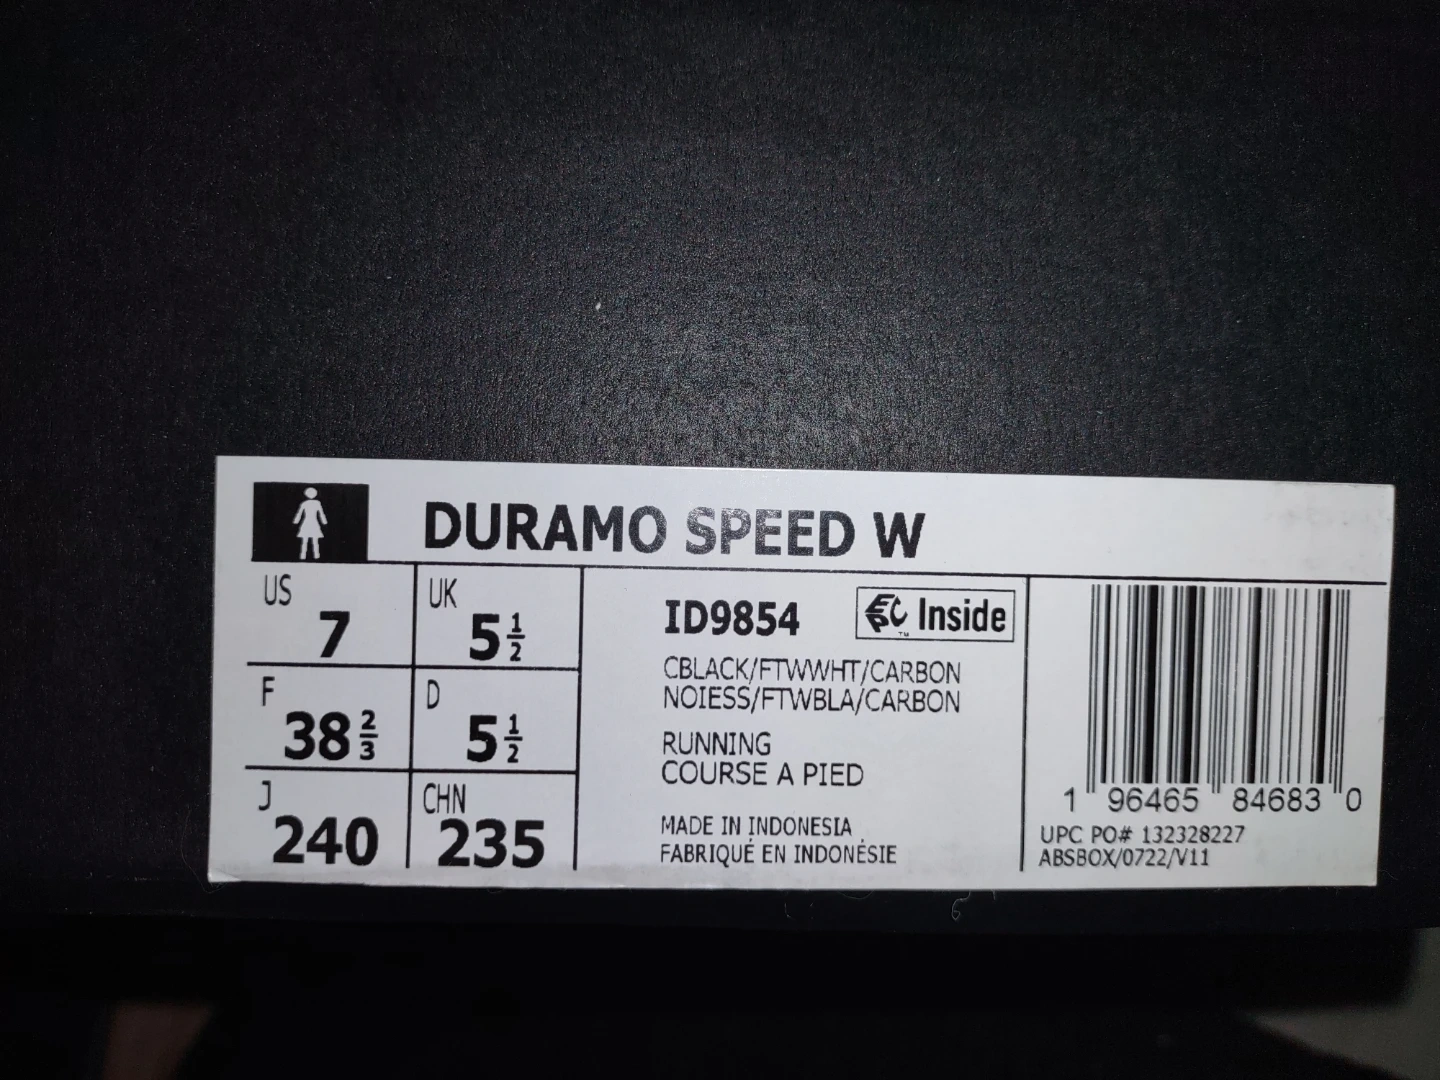 DURAMO SPEED W
US 7
UK 5 1/2
F 38 2/3
D 5 1/2
J 240
CHN 235
ID9854
EPC Inside
TM
CBLACK/FTWWHT/CARBON
NOIESS/FTWBLA/CARBON
RUNNING
COURSE A PIED
MADE IN INDONESIA
FABRIQUÉ EN INDONÉSIE
1 96465 84683 0
UPC PO# 132328227
ABSBOX/0722/V11